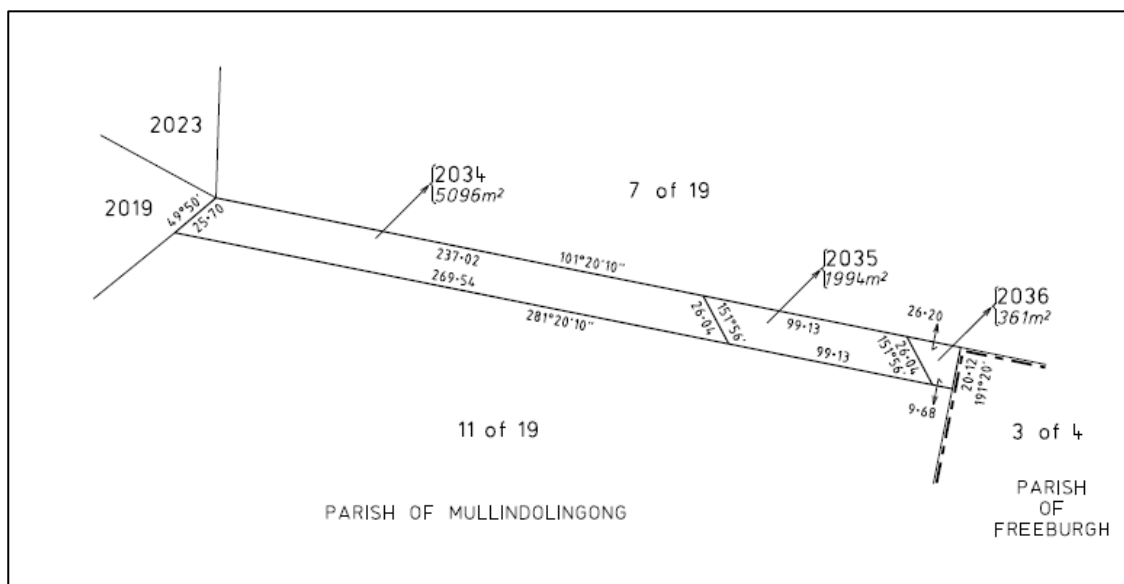 2023
2034
5096m²
7 of 19
2019
49°50'
25·70
237·02
101°20'10"
2035
1994m²
269·54
2036
361m²
281°20'10"
151°56'
26·04
99·13
26·20
99·13
26·04
151°56'
20·12
191°20'
9·68
11 of 19
3 of 4
PARISH OF MULLINDOLINGONG
PARISH
OF
FREEBURGH